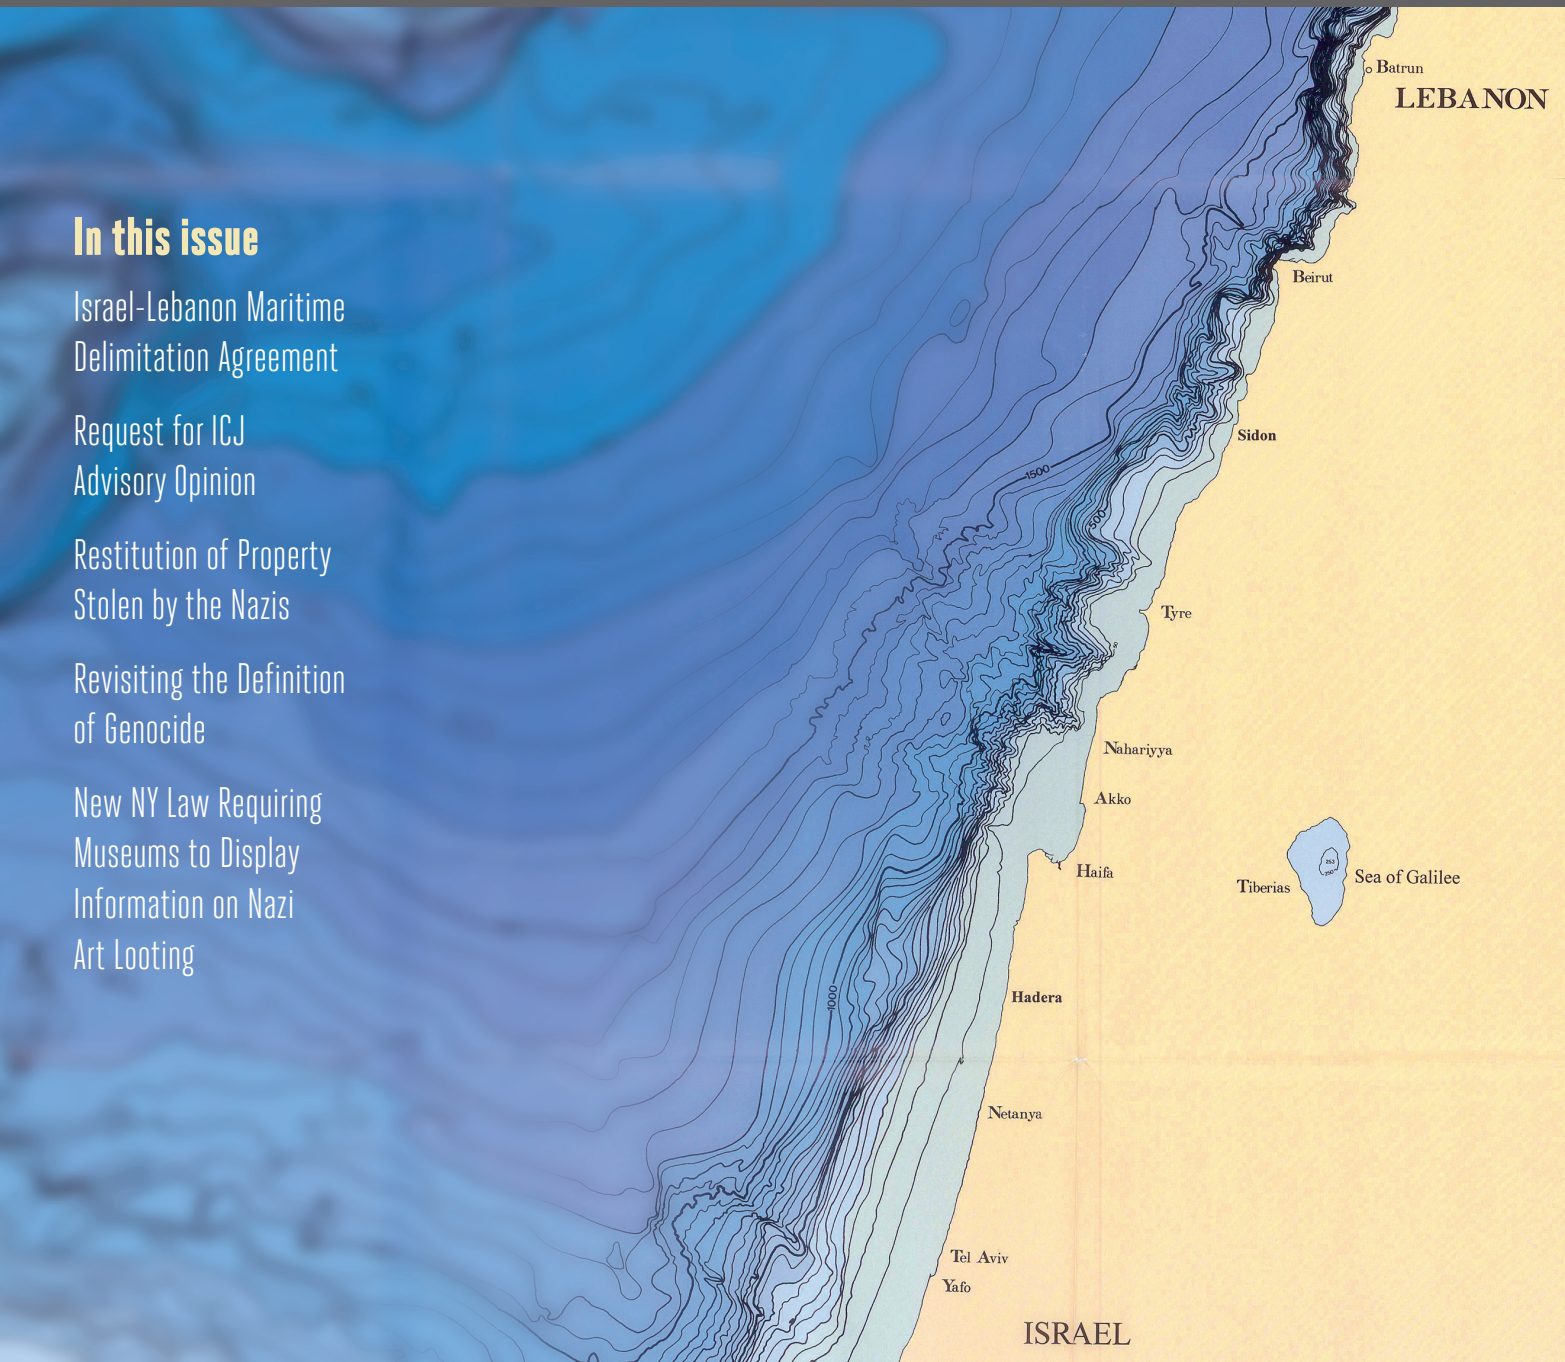 In this issue
Israel-Lebanon Maritime
Delimitation Agreement
Request for ICJ
Advisory Opinion
Restitution of Property
Stolen by the Nazis
Revisiting the Definition
of Genocide
New NY Law Requiring
Museums to Display
Information on Nazi
Art Looting
Batrun
LEBANON
Beirut
Sidon
1500
500
Tyre
Nahariyya
Akko
Haifa
253
250
Tiberias
Sea of Galilee
1000
Hadera
Netanya
Tel Aviv
Yafo
ISRAEL